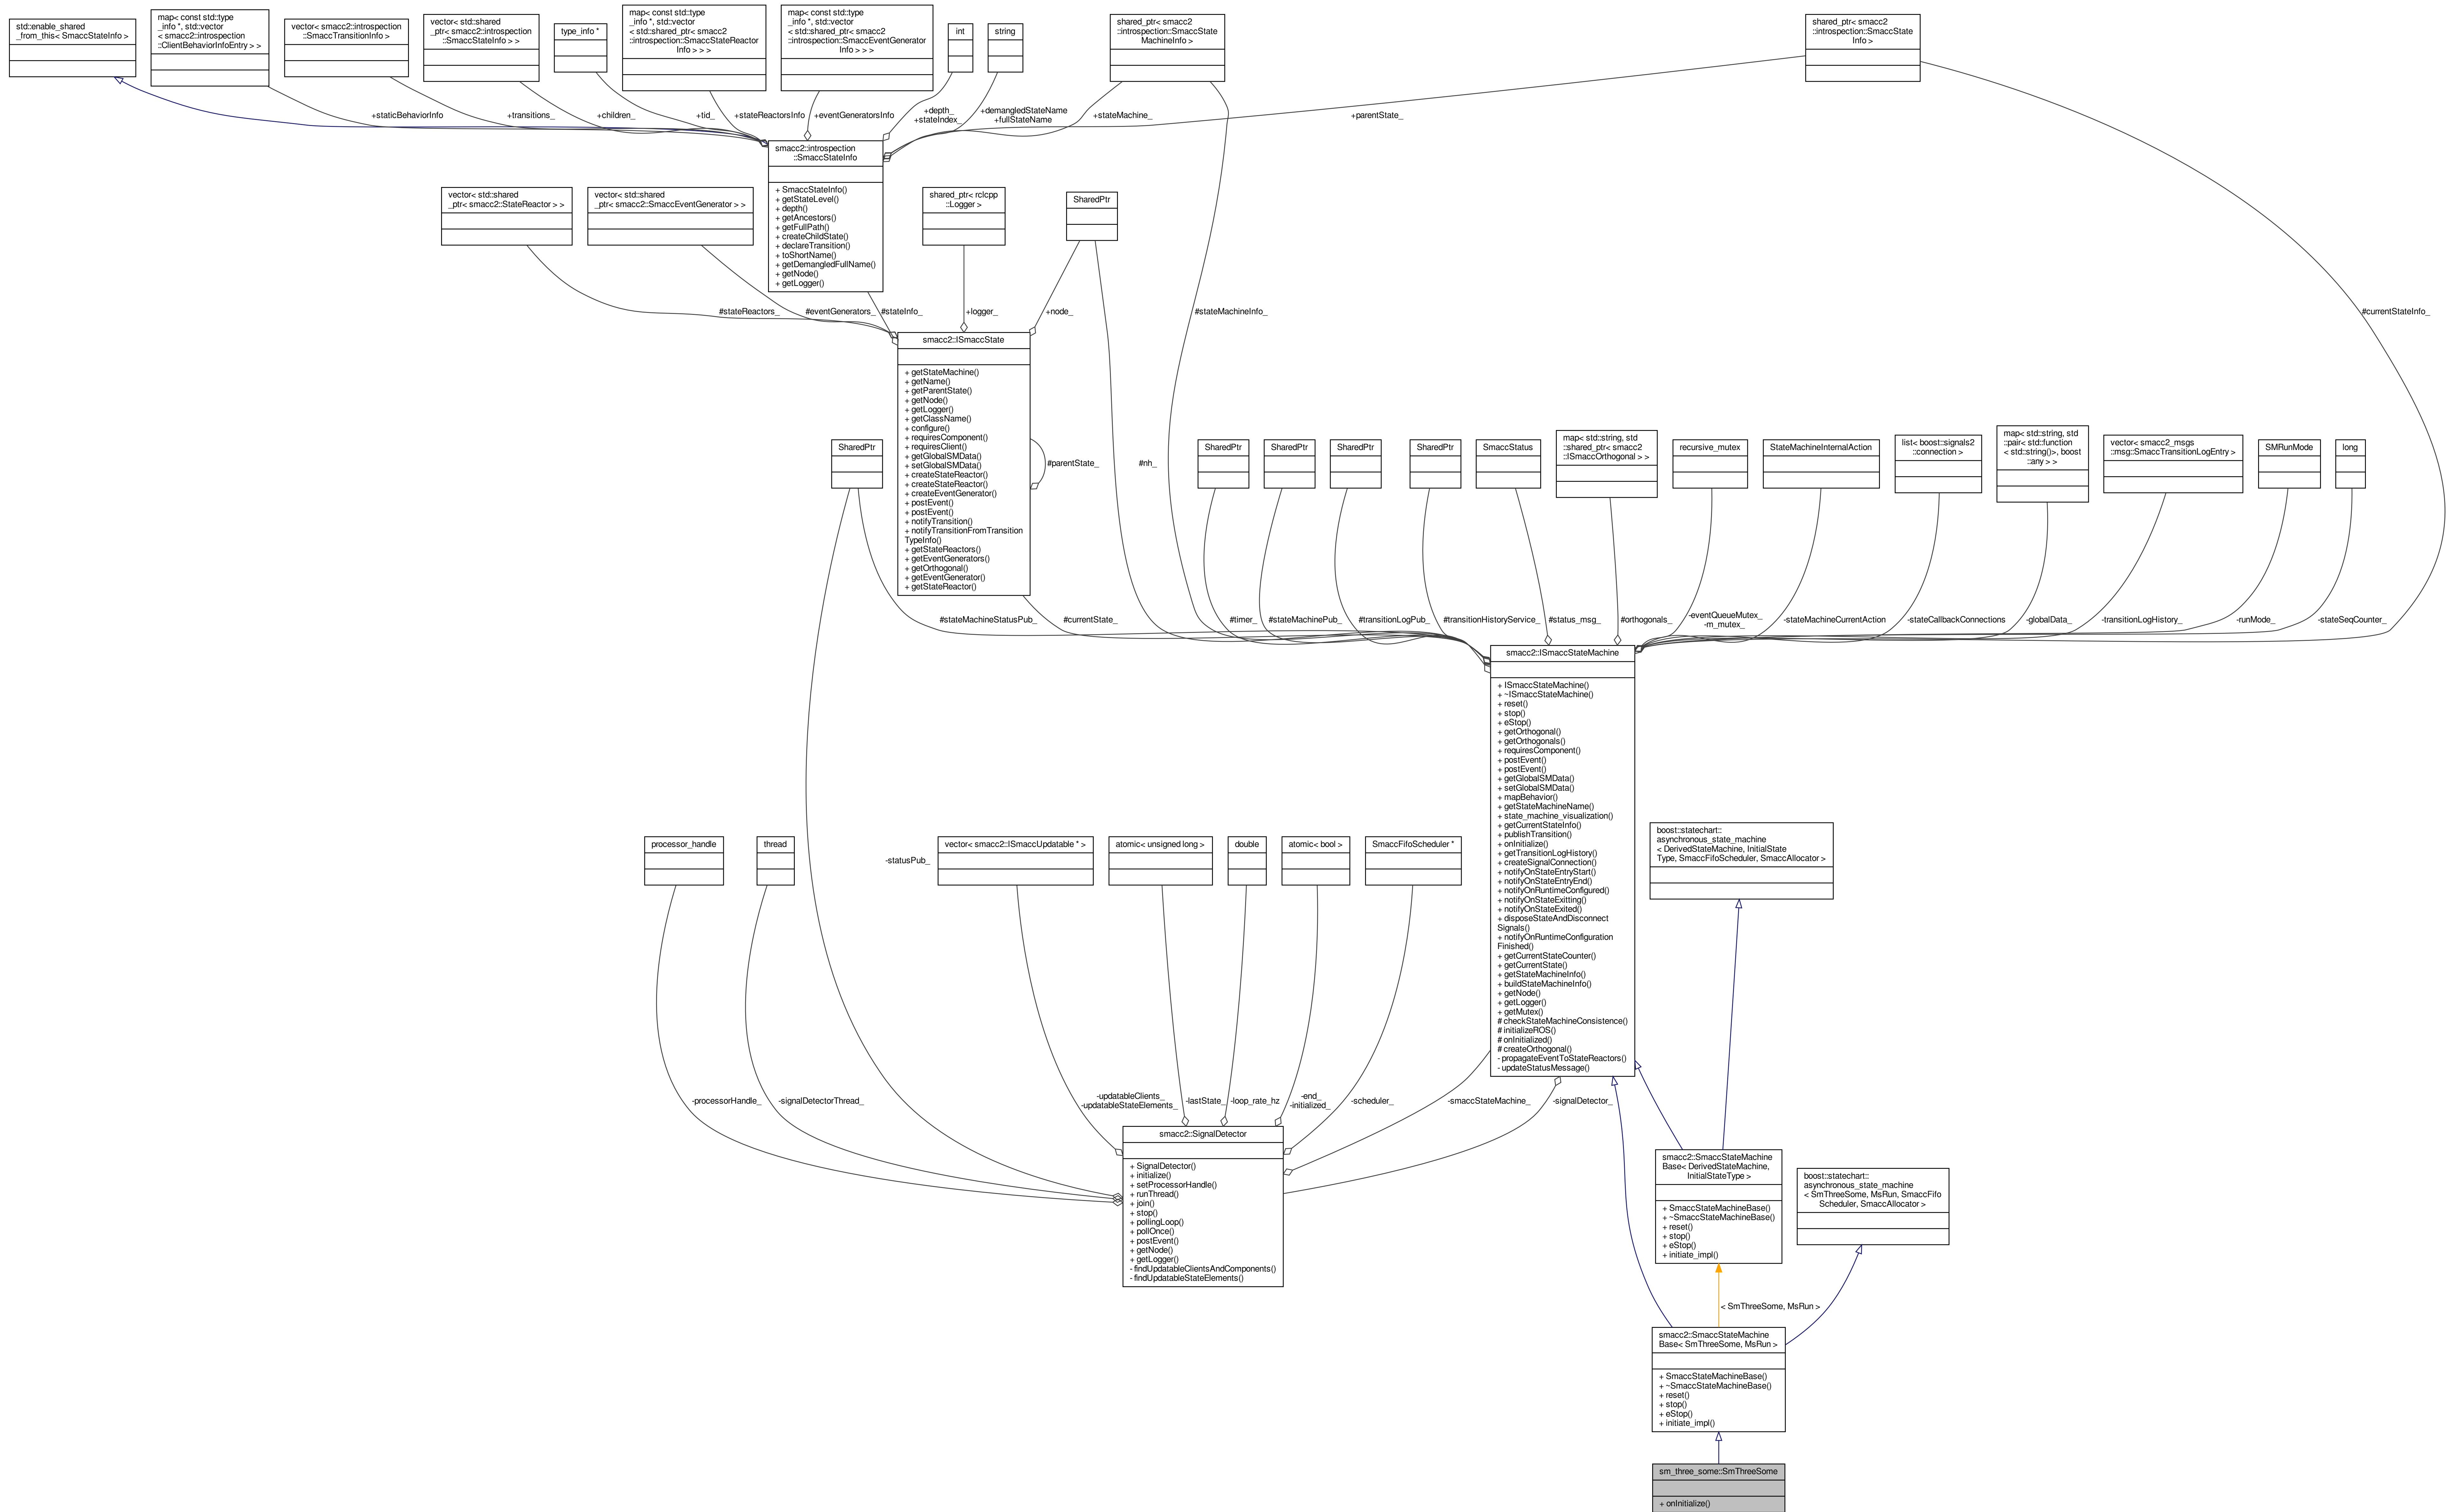 std::enable_shared
_from_this< SmaccStateInfo >
map< const std::type
_info *, std::vector
< smacc2::introspection
::ClientBehaviorInfoEntry > >
vector< smacc2::introspection
::SmaccTransitionInfo >
vector< std::shared
_ptr< smacc2::introspection
::SmaccStateInfo > >
type_info *
map< const std::type
_info *, std::vector
< std::shared_ptr< smacc2
::introspection::SmaccStateReactor
Info > > >
map< const std::type
_info *, std::vector
< std::shared_ptr< smacc2
::introspection::SmaccEventGenerator
Info > > >
int
string
shared_ptr< smacc2
::introspection::SmaccState
MachineInfo >
shared_ptr< smacc2
::introspection::SmaccState
Info >
+staticBehaviorInfo
+transitions_
+children_
+tid_
+stateReactorsInfo
+eventGeneratorsInfo
+depth_
+stateIndex_
+demangledStateName
+fullStateName
+stateMachine_
+parentState_
smacc2::introspection
::SmaccStateInfo
+ SmaccStateInfo()
+ getStateLevel()
+ depth()
+ getAncestors()
+ getFullPath()
+ createChildState()
+ declareTransition()
+ toShortName()
+ getDemangledFullName()
+ getNode()
+ getLogger()
vector< std::shared
_ptr< smacc2::StateReactor > >
vector< std::shared
_ptr< smacc2::SmaccEventGenerator > >
shared_ptr< rclcpp
::Logger >
SharedPtr
#stateReactors_
#eventGenerators_
#stateInfo_
+logger_
+node_
#stateMachineInfo_
#currentStateInfo_
smacc2::ISmaccState
+ getStateMachine()
+ getName()
+ getParentState()
+ getNode()
+ getLogger()
+ getClassName()
+ configure()
+ requiresComponent()
+ requiresClient()
+ getGlobalSMData()
+ setGlobalSMData()
+ createStateReactor()
+ createStateReactor()
+ createEventGenerator()
+ postEvent()
+ postEvent()
+ notifyTransition()
+ notifyTransitionFromTransition
TypeInfo()
+ getStateReactors()
+ getEventGenerators()
+ getOrthogonal()
+ getEventGenerator()
+ getStateReactor()
#parentState_
#nh_
SharedPtr
SharedPtr
SharedPtr
SharedPtr
SharedPtr
SmaccStatus
map< std::string, std
::shared_ptr< smacc2
::ISmaccOrthogonal > >
recursive_mutex
StateMachineInternalAction
list< boost::signals2
::connection >
map< std::string, std
::pair< std::function
< std::string()>, boost
::any > >
vector< smacc2_msgs
::msg::SmaccTransitionLogEntry >
SMRunMode
long
#stateMachineStatusPub_
#currentState_
#timer_
#stateMachinePub_
#transitionLogPub_
#transitionHistoryService_
#status_msg_
#orthogonals_
-eventQueueMutex_
-m_mutex_
-stateMachineCurrentAction
-stateCallbackConnections
-globalData_
-transitionLogHistory_
-runMode_
-stateSeqCounter_
smacc2::ISmaccStateMachine
+ ISmaccStateMachine()
+ ~ISmaccStateMachine()
+ reset()
+ stop()
+ eStop()
+ getOrthogonal()
+ getOrthogonals()
+ requiresComponent()
+ postEvent()
+ postEvent()
+ getGlobalSMData()
+ setGlobalSMData()
+ mapBehavior()
+ getStateMachineName()
+ state_machine_visualization()
+ getCurrentStateInfo()
+ publishTransition()
+ onInitialize()
+ getTransitionLogHistory()
+ createSignalConnection()
+ notifyOnStateEntryStart()
+ notifyOnStateEntryEnd()
+ notifyOnRuntimeConfigured()
+ notifyOnStateExitting()
+ notifyOnStateExited()
+ disposeStateAndDisconnect
Signals()
+ notifyOnRuntimeConfiguration
Finished()
+ getCurrentStateCounter()
+ getCurrentState()
+ getStateMachineInfo()
+ buildStateMachineInfo()
+ getNode()
+ getLogger()
+ getMutex()
# checkStateMachineConsistence()
# initializeROS()
# onInitialized()
# createOrthogonal()
- propagateEventToStateReactors()
- updateStatusMessage()
processor_handle
thread
-statusPub_
vector< smacc2::ISmaccUpdatable * >
atomic< unsigned long >
double
atomic< bool >
SmaccFifoScheduler *
boost::statechart::
asynchronous_state_machine
< DerivedStateMachine, InitialState
Type, SmaccFifoScheduler, SmaccAllocator >
-processorHandle_
-signalDetectorThread_
-updatableClients_
-updatableStateElements_
-lastState_
-loop_rate_hz
-end_
-initialized_
-scheduler_
-smaccStateMachine_
-signalDetector_
smacc2::SignalDetector
+ SignalDetector()
+ initialize()
+ setProcessorHandle()
+ runThread()
+ join()
+ stop()
+ pollingLoop()
+ pollOnce()
+ postEvent()
+ getNode()
+ getLogger()
- findUpdatableClientsAndComponents()
- findUpdatableStateElements()
smacc2::SmaccStateMachine
Base< DerivedStateMachine,
InitialStateType >
+ SmaccStateMachineBase()
+ ~SmaccStateMachineBase()
+ reset()
+ stop()
+ eStop()
+ initiate_impl()
boost::statechart::
asynchronous_state_machine
< SmThreeSome, MsRun, SmaccFifo
Scheduler, SmaccAllocator >
< SmThreeSome, MsRun >
smacc2::SmaccStateMachine
Base< SmThreeSome, MsRun >
+ SmaccStateMachineBase()
+ ~SmaccStateMachineBase()
+ reset()
+ stop()
+ eStop()
+ initiate_impl()
sm_three_some::SmThreeSome
+ onInitialize()